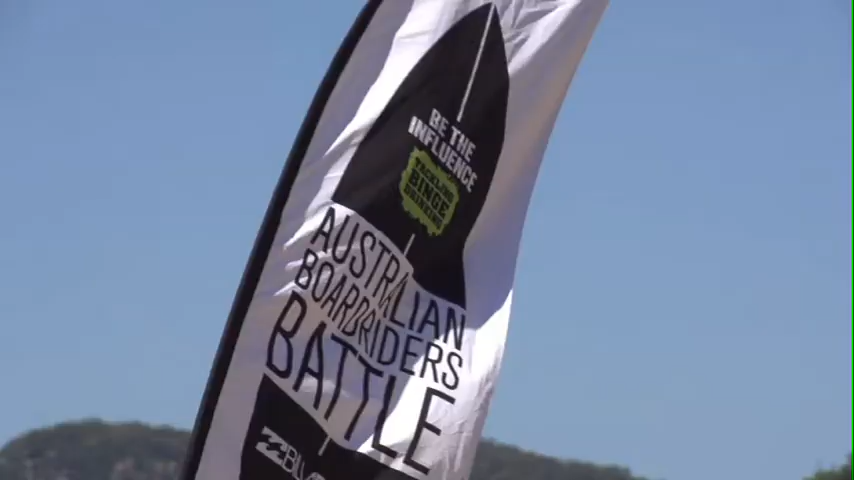 BE THE
INFLUENCE
TACKLING
BINGE
DRINKING
AUSTRALIAN
BOARDRIDERS
BATTLE